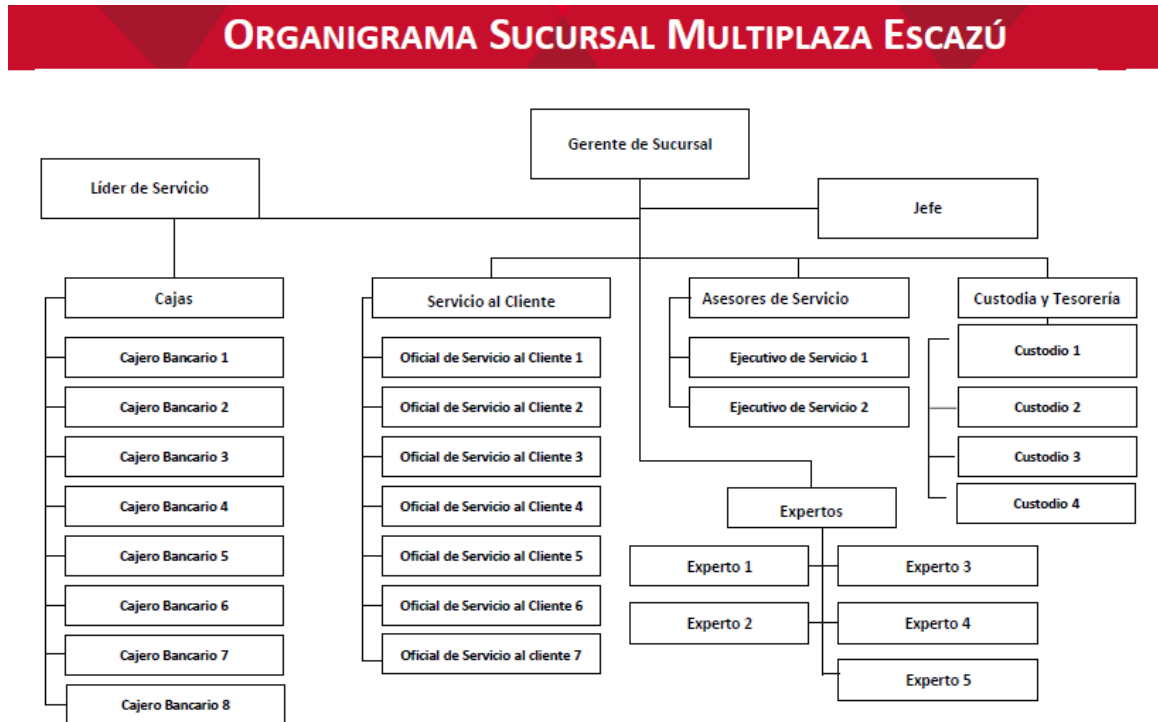 ORGANIGRAMA SUCURSAL MULTIPLAZA ESCAZÚ
Gerente de Sucursal
Líder de Servicio
Jefe
Cajas
Cajero Bancario 1
Cajero Bancario 2
Cajero Bancario 3
Cajero Bancario 4
Cajero Bancario 5
Cajero Bancario 6
Cajero Bancario 7
Cajero Bancario 8
Servicio al Cliente
Oficial de Servicio al Cliente 1
Oficial de Servicio al Cliente 2
Oficial de Servicio al Cliente 3
Oficial de Servicio al Cliente 4
Oficial de Servicio al Cliente 5
Oficial de Servicio al Cliente 6
Oficial de Servicio al cliente 7
Asesores de Servicio
Ejecutivo de Servicio 1
Ejecutivo de Servicio 2
Custodia y Tesorería
Custodio 1
Custodio 2
Custodio 3
Custodio 4
Expertos
Experto 1
Experto 2
Experto 3
Experto 4
Experto 5